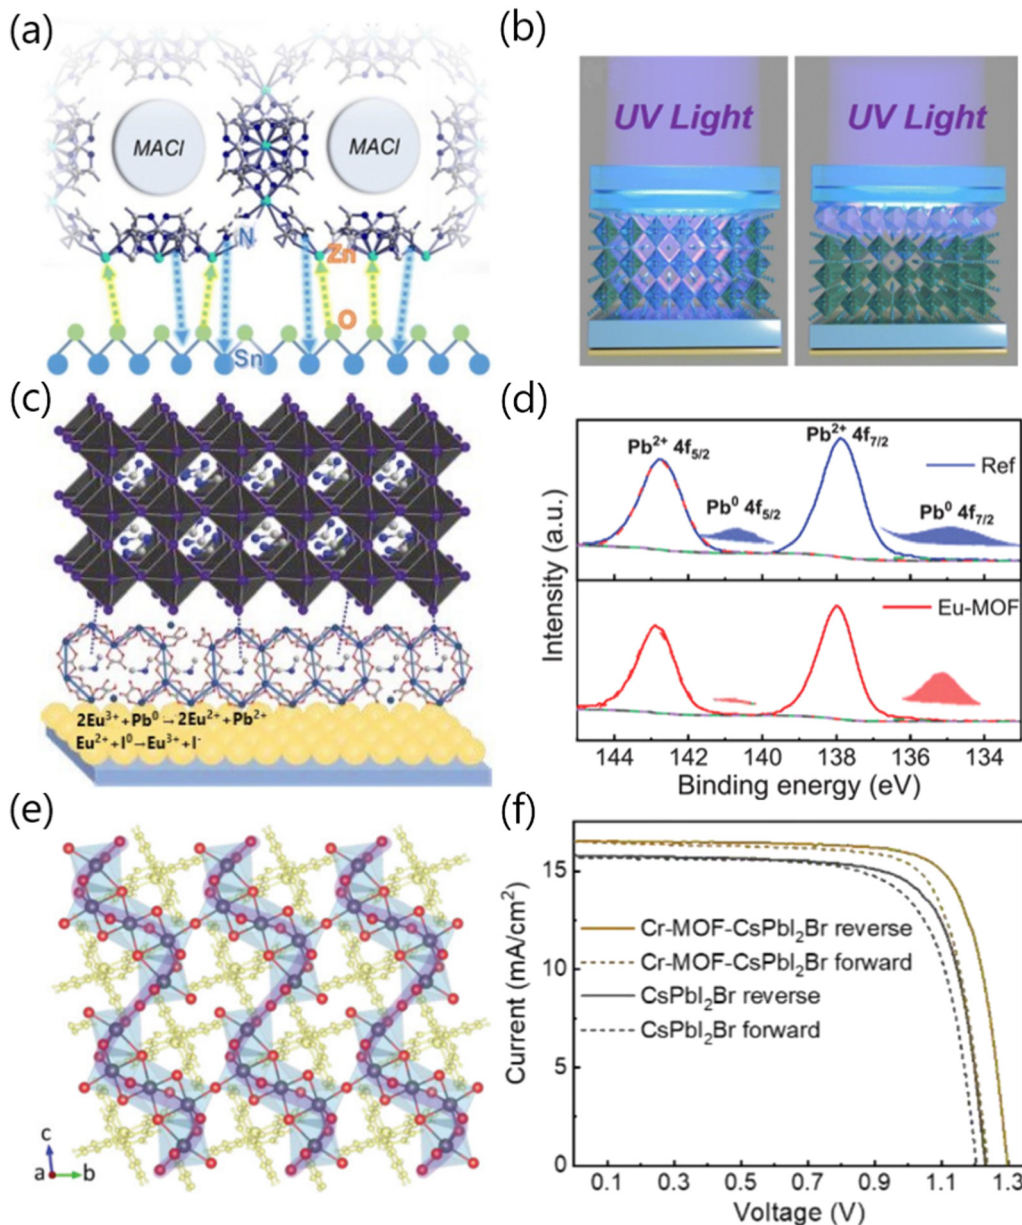 (a)
MACl
MACl
N
Zn
O
Sn
(b)
UV Light
UV Light
(c)
2Eu³⁺+Pb⁰→2Eu²⁺+Pb²⁺
Eu²⁺+I⁰→Eu³⁺+I⁻
(d)
Pb²⁺ 4f₅/₂
Pb²⁺ 4f₇/₂
Ref
Pb⁰ 4f₅/₂
Pb⁰ 4f₇/₂
Eu-MOF
Intensity (a.u.)
144 142 140 138 136 134
Binding energy (eV)
(e)
c
a
b
(f)
Current (mA/cm²)
15
10
5
0
Cr-MOF-CsPbI₂Br reverse
Cr-MOF-CsPbI₂Br forward
CsPbI₂Br reverse
CsPbI₂Br forward
0.1 0.3 0.5 0.7 0.9 1.1 1.3
Voltage (V)